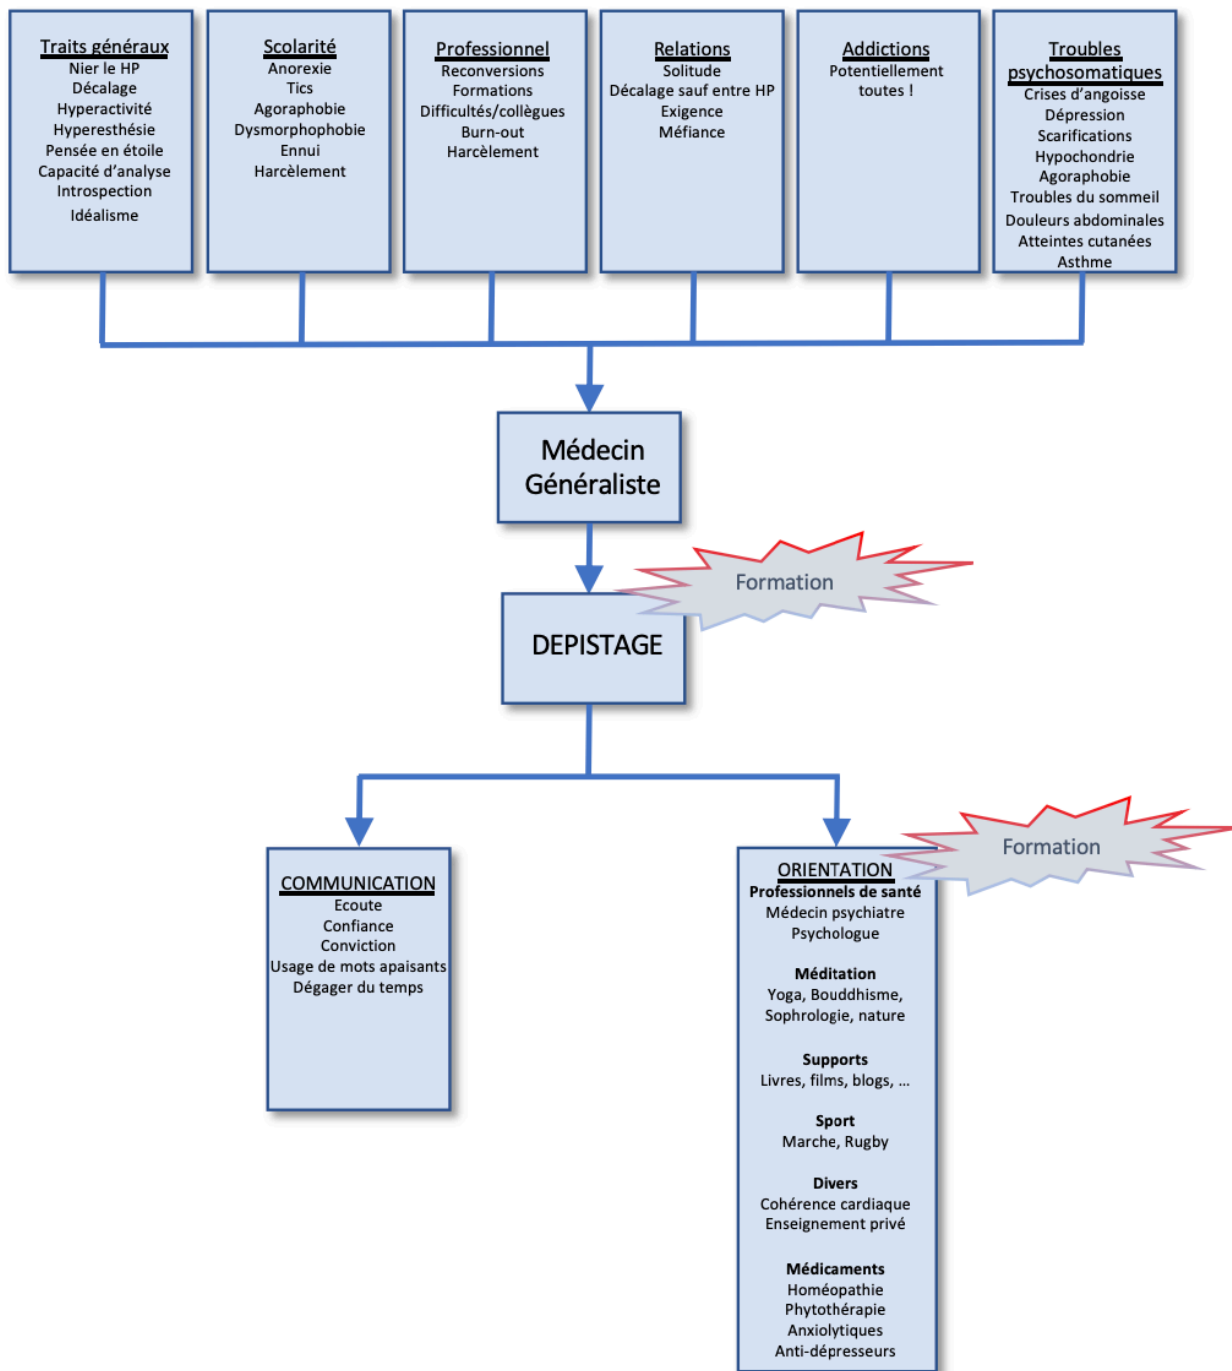 Traits généraux
Nier le HP
Décalage
Hyperactivité
Hyperesthésie
Pensée en étoile
Capacité d'analyse
Introspection
Idéalisme
Scolarité
Anorexie
Tics
Agoraphobie
Dysmorphophobie
Ennui
Harcèlement
Professionnel
Reconversions
Formations
Difficultés/collègues
Burn-out
Harcèlement
Relations
Solitude
Décalage sauf entre HP
Exigence
Méfiance
Addictions
Potentiellement
toutes !
Troubles
psychosomatiques
Crises d'angoisse
Dépression
Scarifications
Hypochondrie
Agoraphobie
Troubles du sommeil
Douleurs abdominales
Atteintes cutanées
Asthme
Médecin
Généraliste
Formation
DEPISTAGE
COMMUNICATION
Ecoute
Confiance
Conviction
Usage de mots apaisants
Dégager du temps
Formation
ORIENTATION
Professionnels de santé
Médecin psychiatre
Psychologue
Méditation
Yoga, Bouddhisme,
Sophrologie, nature
Supports
Livres, films, blogs, ...
Sport
Marche, Rugby
Divers
Cohérence cardiaque
Enseignement privé
Médicaments
Homéopathie
Phytothérapie
Anxiolytiques
Anti-dépresseurs